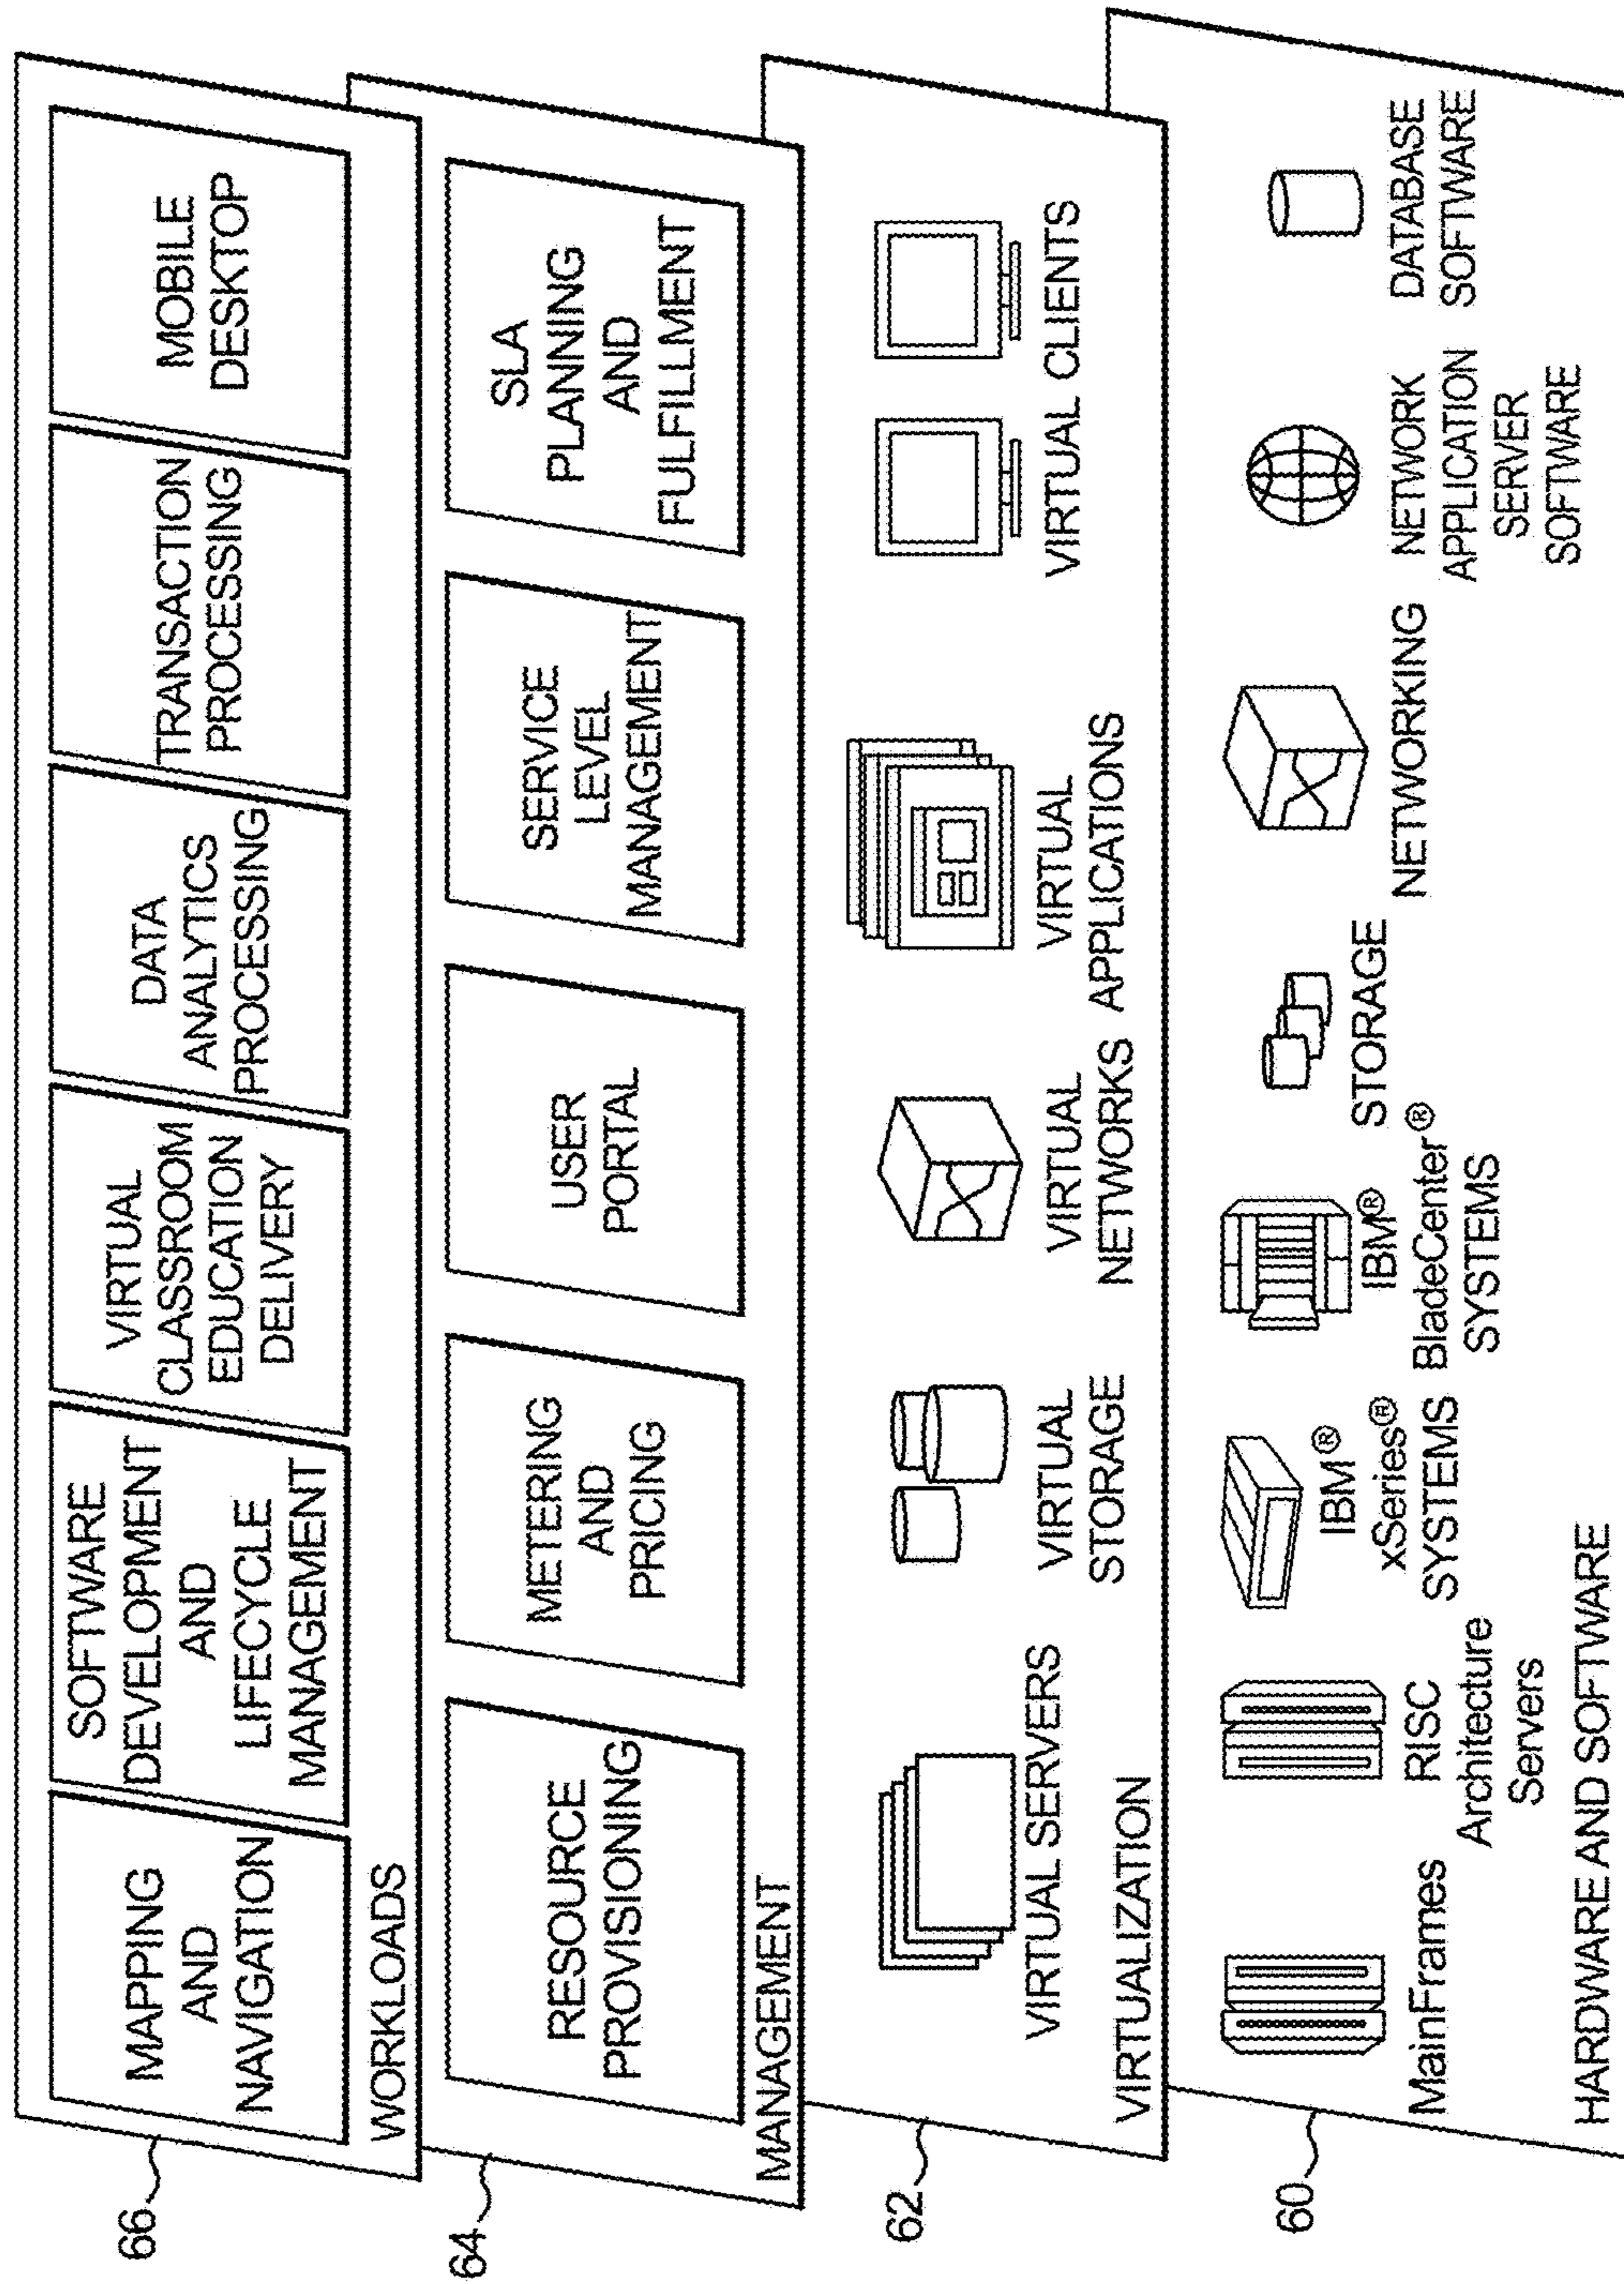 66
MAPPING
AND
NAVIGATION
SOFTWARE
DEVELOPMENT
AND
LIFECYCLE
MANAGEMENT
VIRTUAL
CLASSROOM
EDUCATION
DELIVERY
DATA
ANALYTICS
PROCESSING
TRANSACTION
PROCESSING
MOBILE
DESKTOP
WORKLOADS
64
RESOURCE
PROVISIONING
METERING
AND
PRICING
USER
PORTAL
SERVICE
LEVEL
MANAGEMENT
SLA
PLANNING
AND
FULFILLMENT
MANAGEMENT
62
VIRTUAL SERVERS
VIRTUAL
STORAGE
VIRTUAL
NETWORKS
VIRTUAL
APPLICATIONS
VIRTUAL CLIENTS
VIRTUALIZATION
60
MainFrames
RISC
Architecture
Servers
IBM®
xSeries®
SYSTEMS
IBM®
BladeCenter®
SYSTEMS
STORAGE
NETWORKING
NETWORK
APPLICATION
SERVER
SOFTWARE
DATABASE
SOFTWARE
HARDWARE AND SOFTWARE